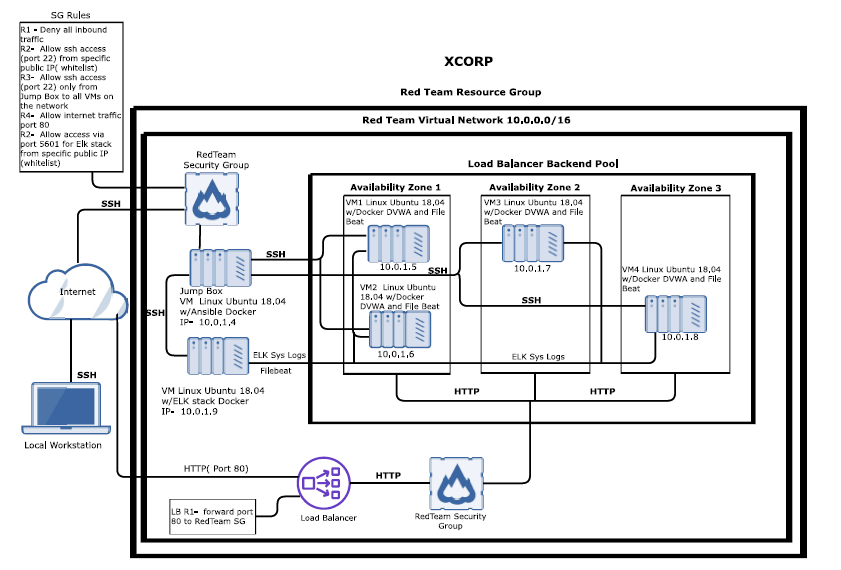 SG Rules
R1 - Deny all inbound
traffic
R2- Allow ssh access
(port 22) from specific
public IP( whitelist)
R3- Allow ssh access
(port 22) only from
Jump Box to all VMs on
the network
R4- Allow internet traffic
port 80
R2- Allow access via
port 5601 for Elk stack
from specific public IP
(whitelist)
XCORP
Red Team Resource Group
Red Team Virtual Network 10.0.0.0/16
RedTeam
Security Group
Load Balancer Backend Pool
Availability Zone 1
Availability Zone 2
Availability Zone 3
VM1 Linux Ubuntu 18.04
w/Docker DVWA and File
Beat
10.0.1.5
VM3 Linux Ubuntu 18.04
w/Docker DVWA and File
Beat
10.0.1.7
VM4 Linux Ubuntu 18.04
w/Docker DVWA and File
Beat
10.0.1.8
VM2 Linux Ubuntu
18.04 w/Docker
DVWA and File Beat
10.0.1.6
SSH
SSH
SSH
SSH
SSH
SSH
Internet
Jump Box
VM Linux Ubuntu 18.04
w/Ansible Docker
IP- 10.0.1.4
ELK Sys Logs
Filebeat
ELK Sys Logs
VM Linux Ubuntu 18.04
w/ELK stack Docker
IP- 10.0.1.9
HTTP
HTTP
Local Workstation
HTTP( Port 80)
HTTP
LB R1- forward port
80 to RedTeam SG
Load Balancer
RedTeam Security
Group